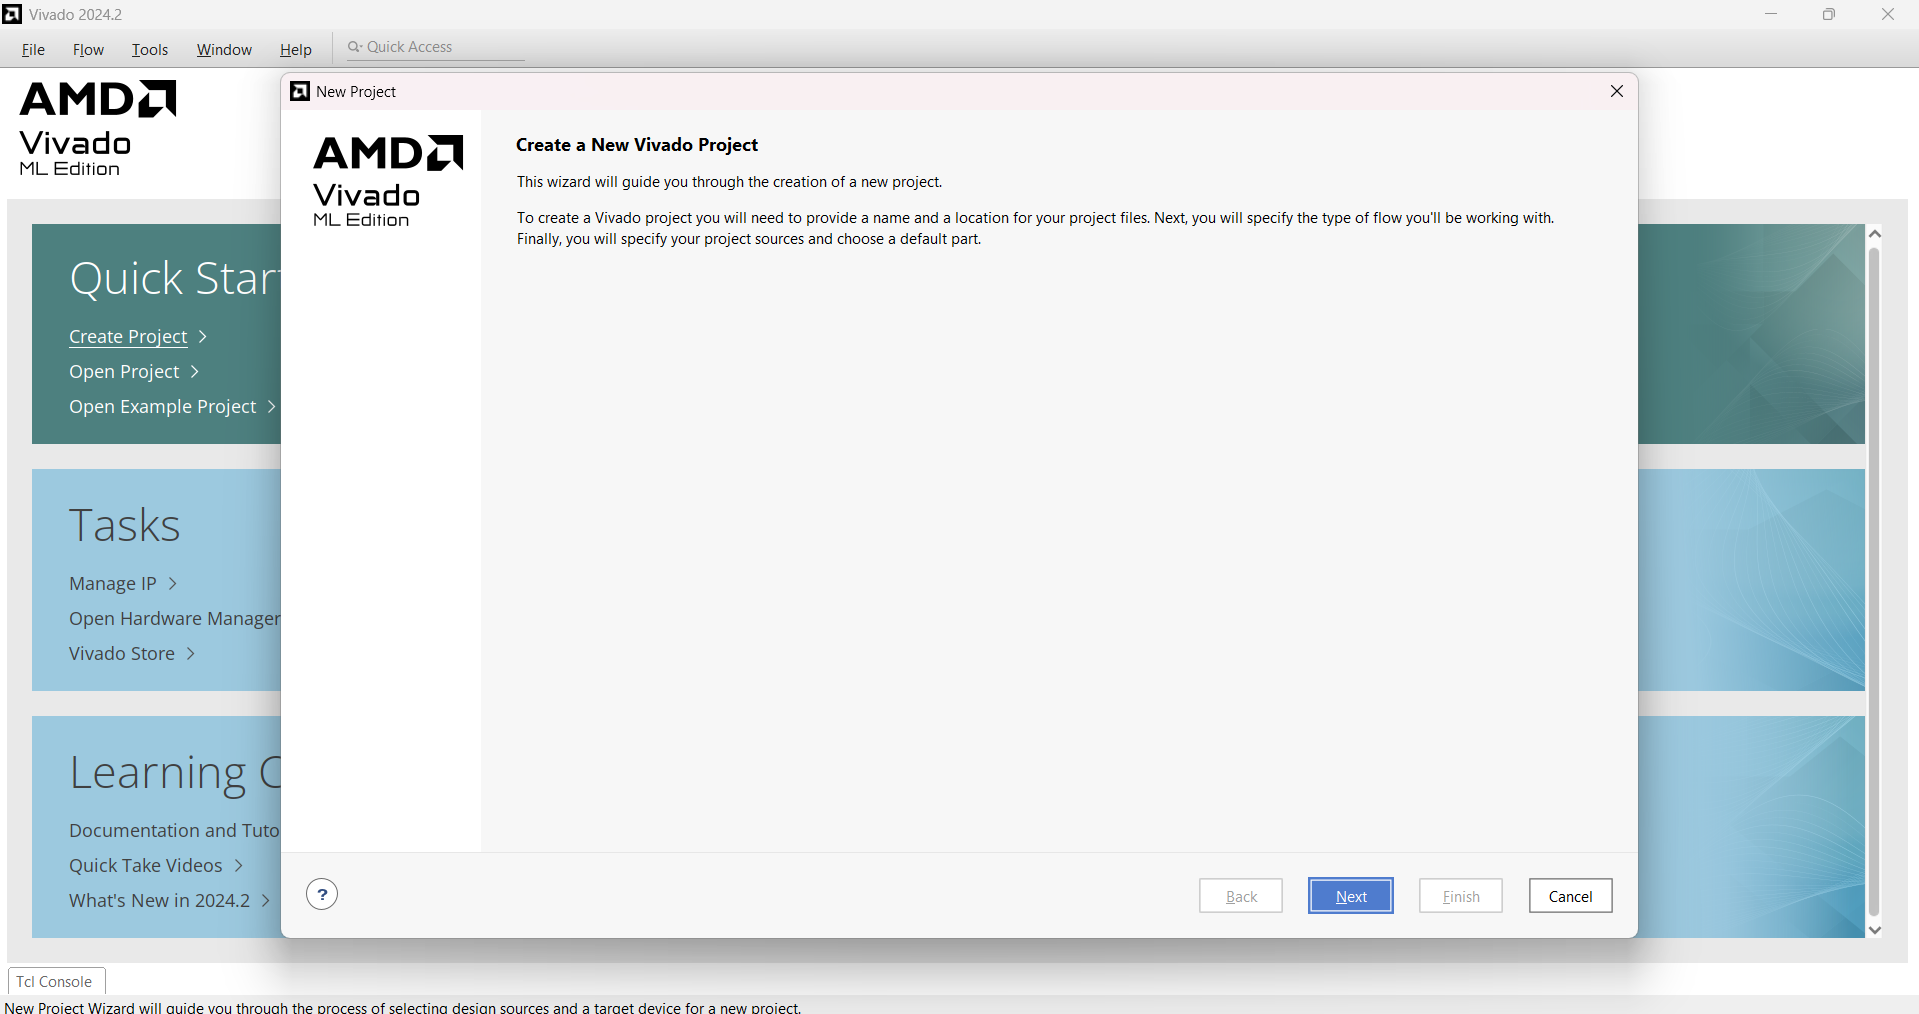 Vivado 2024.2
File Flow Tools Window Help Quick Access
AMD
Vivado
ML Edition
New Project
AMD
Vivado
ML Edition
Create a New Vivado Project
This wizard will guide you through the creation of a new project.
To create a Vivado project you will need to provide a name and a location for your project files. Next, you will specify the type of flow you'll be working with.
Finally, you will specify your project sources and choose a default part.
Quick Star
Create Project >
Open Project >
Open Example Project >
Tasks
Manage IP >
Open Hardware Manager
Vivado Store >
Learning C
Documentation and Tuto
Quick Take Videos >
What's New in 2024.2 >
?
Back Next Finish Cancel
Tcl Console
New Project Wizard will guide you through the process of selecting design sources and a target device for a new project.